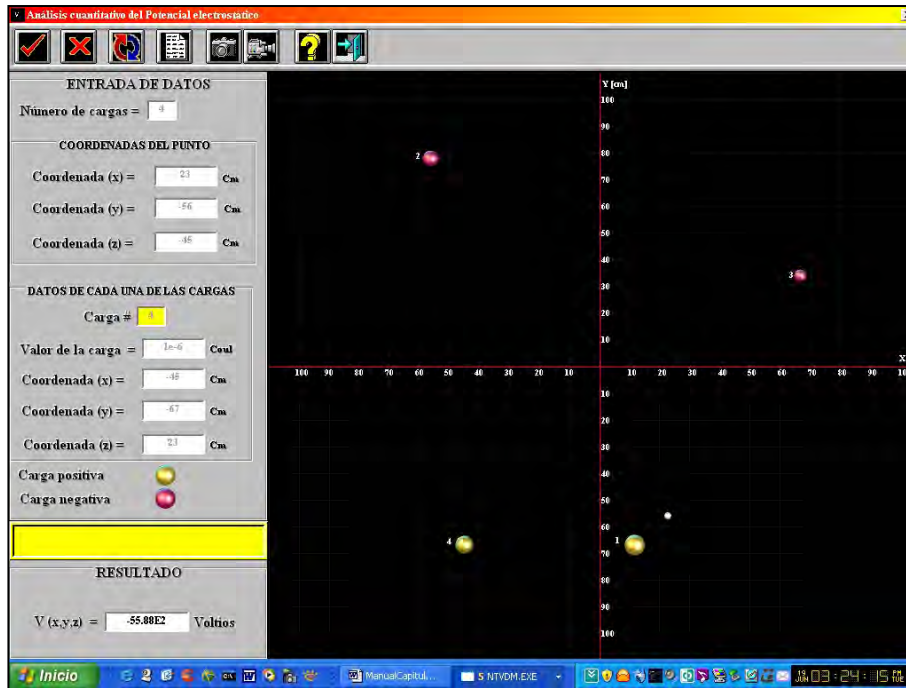 Análisis cuantitativo del Potencial electrostatico
ENTRADA DE DATOS
Número de cargas = 4
COORDENADAS DEL PUNTO
Coordenada (x) = 23 Cm
Coordenada (y) = -56 Cm
Coordenada (z) = -45 Cm
DATOS DE CADA UNA DE LAS CARGAS
Carga # 4
Valor de la carga = 1e-6 Coul
Coordenada (x) = Cm
Coordenada (y) = -67 Cm
Coordenada (z) = 23 Cm
Carga positiva
Carga negativa
RESULTADO
V (x,y,z) = -55.88E2 Voltios
Y [cm]
100
90
80
2
70
60
50
40
3
30
20
10
X
100 90 80 70 60 50 40 30 20 10 10 20 30 40 50 60 70 80 90 10
10
20
30
40
50
60
4
1
70
80
90
100
Inicio
ManualCapitul...
5 NTVDM.EXE
03:24:15